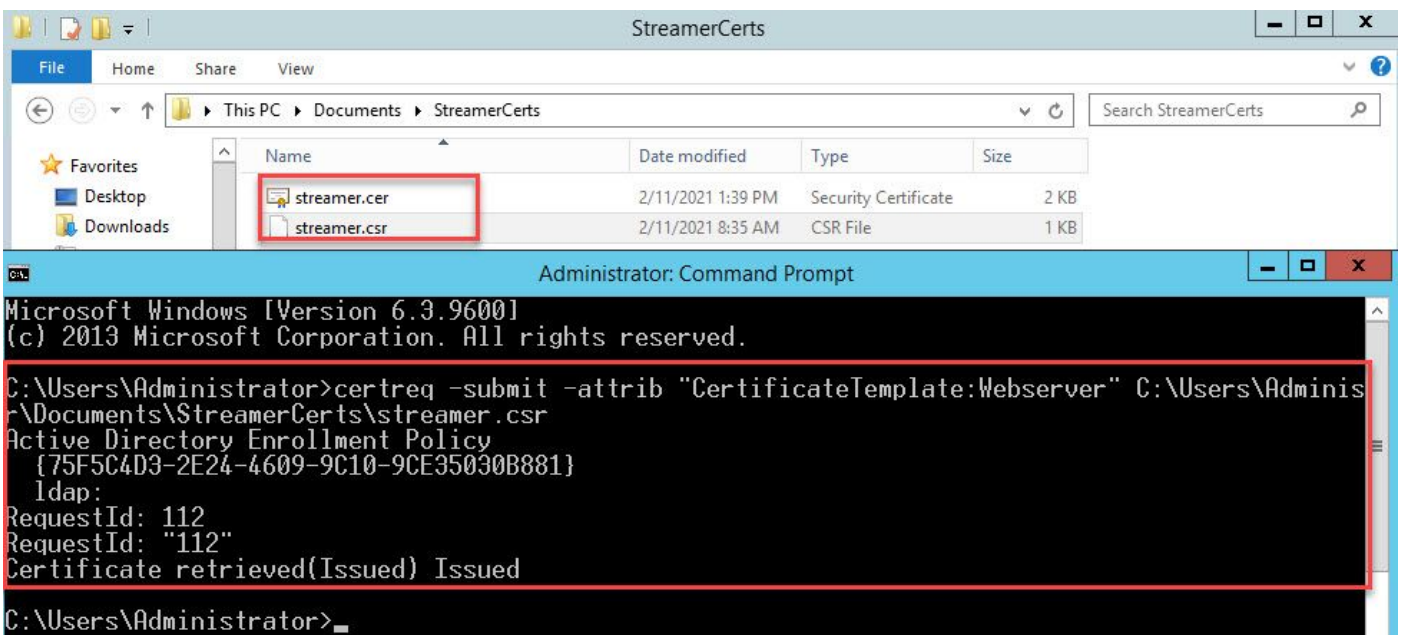 StreamerCerts
File Home Share View
This PC Documents StreamerCerts Search StreamerCerts
Name Date modified Type Size
Favorites
Desktop streamer.cer 2/11/2021 1:39 PM Security Certificate 2 KB
Downloads streamer.csr 2/11/2021 8:35 AM CSR File 1 KB
Administrator: Command Prompt
Microsoft Windows [Version 6.3.9600]
(c) 2013 Microsoft Corporation. All rights reserved.
C:\Users\Administrator>certreq -submit -attrib "CertificateTemplate:Webserver" C:\Users\Adminis
r\Documents\StreamerCerts\streamer.csr
Active Directory Enrollment Policy
{75F5C4D3-2E24-4609-9C10-9CE35030B881}
ldap:
RequestId: 112
RequestId: "112"
Certificate retrieved(Issued) Issued
C:\Users\Administrator>